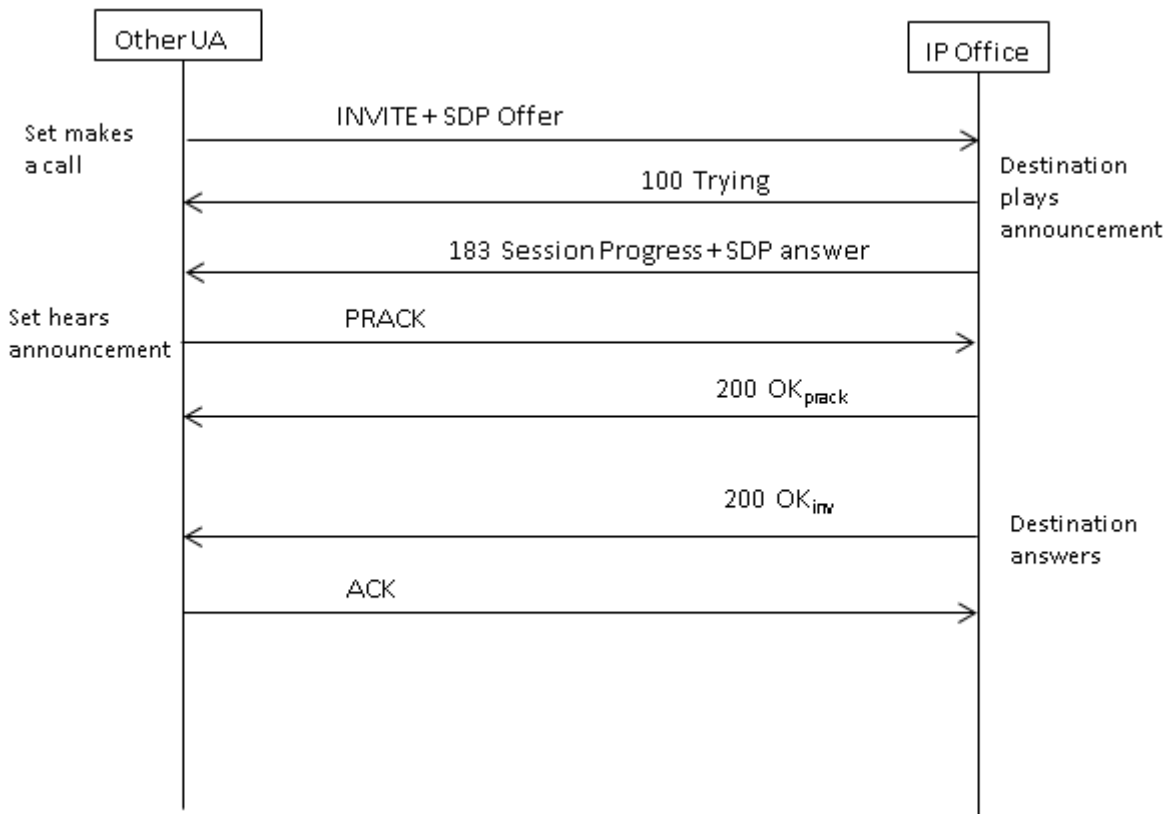 Other UA
IP Office
INVITE + SDP Offer
Set makes
a call
100 Trying
Destination
plays
announcement
183 Session Progress + SDP answer
Set hears
announcement
PRACK
200 OKprack
200 OKinv
Destination
answers
ACK